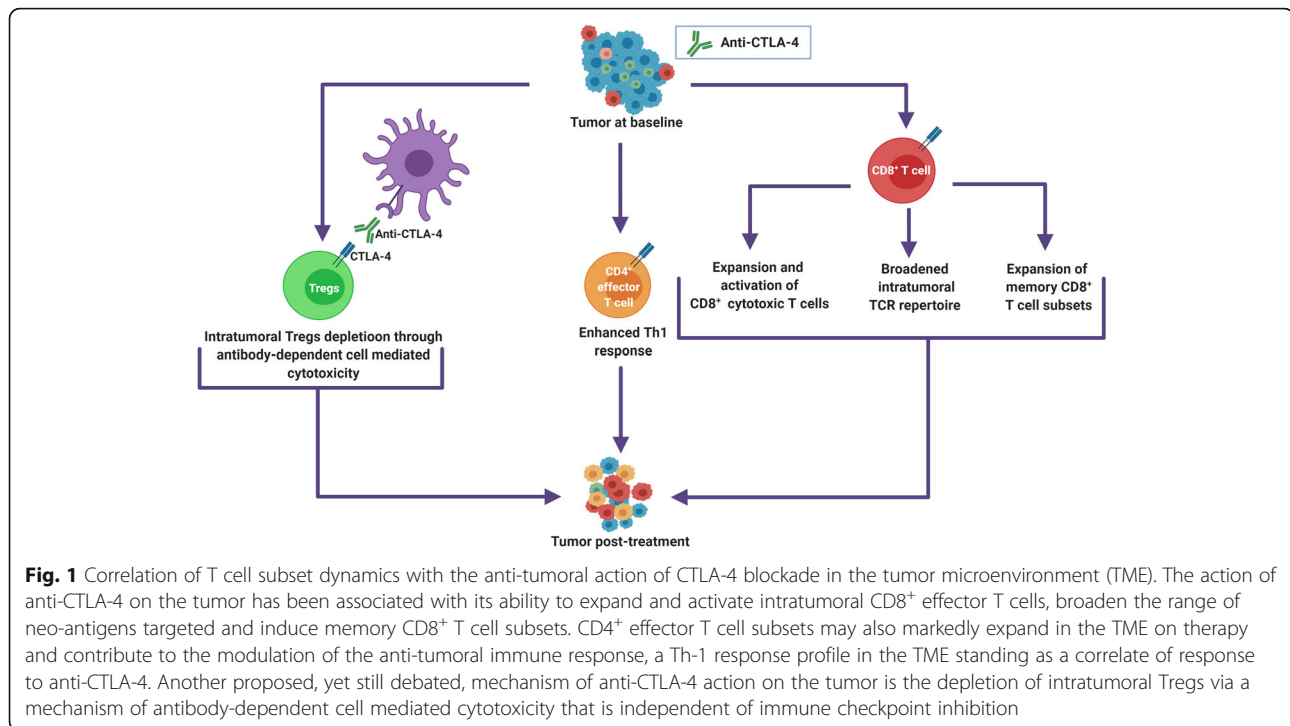 Anti-CTLA-4
Tumor at baseline
Anti-CTLA-4
CTLA-4
Tregs
Intratumoral Tregs depletioon through
antibody-dependent cell mediated
cytotoxicity
CD4⁺
effector
T cell
Enhanced Th1
response
CD8⁺ T cell
Expansion and
activation of
CD8⁺ cytotoxic T cells
Broadened
intratumoral
TCR repertoire
Expansion of
memory CD8⁺
T cell subsets
Tumor post-treatment
Fig. 1 Correlation of T cell subset dynamics with the anti-tumoral action of CTLA-4 blockade in the tumor microenvironment (TME). The action of
anti-CTLA-4 on the tumor has been associated with its ability to expand and activate intratumoral CD8⁺ effector T cells, broaden the range of
neo-antigens targeted and induce memory CD8⁺ T cell subsets. CD4⁺ effector T cell subsets may also markedly expand in the TME on therapy
and contribute to the modulation of the anti-tumoral immune response, a Th-1 response profile in the TME standing as a correlate of response
to anti-CTLA-4. Another proposed, yet still debated, mechanism of anti-CTLA-4 action on the tumor is the depletion of intratumoral Tregs via a
mechanism of antibody-dependent cell mediated cytotoxicity that is independent of immune checkpoint inhibition